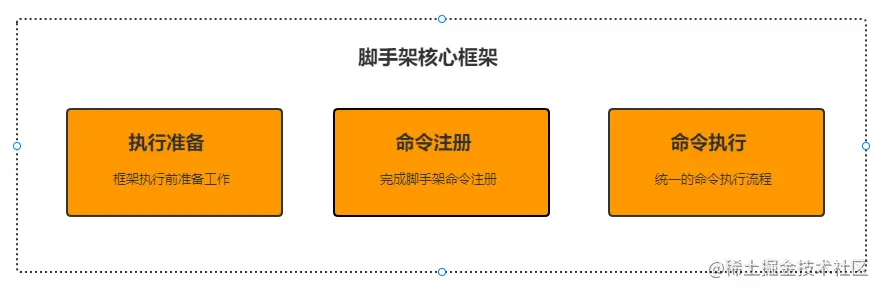 脚手架核心框架
执行准备
框架执行前准备工作
命令注册
完成脚手架命令注册
命令执行
统一的命令执行流程
@稀土掘金技术社区